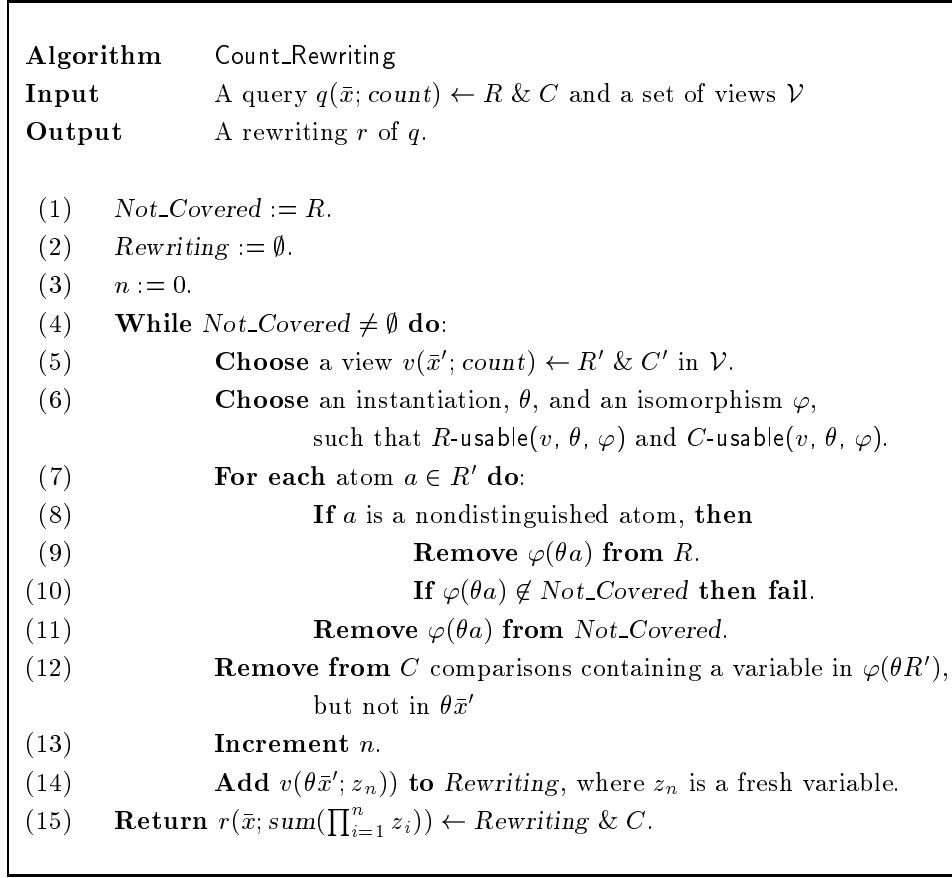 Algorithm Count_Rewriting
Input A query q(x̄; count) ← R & C and a set of views 𝒱
Output A rewriting r of q.
(1) Not_Covered := R.
(2) Rewriting := ∅.
(3) n := 0.
(4) While Not_Covered ≠ ∅ do:
(5) Choose a view v(x̄′; count) ← R′ & C′ in 𝒱.
(6) Choose an instantiation, θ, and an isomorphism φ,
such that R-usable(v, θ, φ) and C-usable(v, θ, φ).
(7) For each atom a ∈ R′ do:
(8) If a is a nondistinguished atom, then
(9) Remove φ(θa) from R.
(10) If φ(θa) ∉ Not_Covered then fail.
(11) Remove φ(θa) from Not_Covered.
(12) Remove from C comparisons containing a variable in φ(θR′),
but not in θx̄′
(13) Increment n.
(14) Add v(θx̄′; zₙ)) to Rewriting, where zₙ is a fresh variable.
(15) Return r(x̄; sum(∏ⁿᵢ₌₁ zᵢ)) ← Rewriting & C.